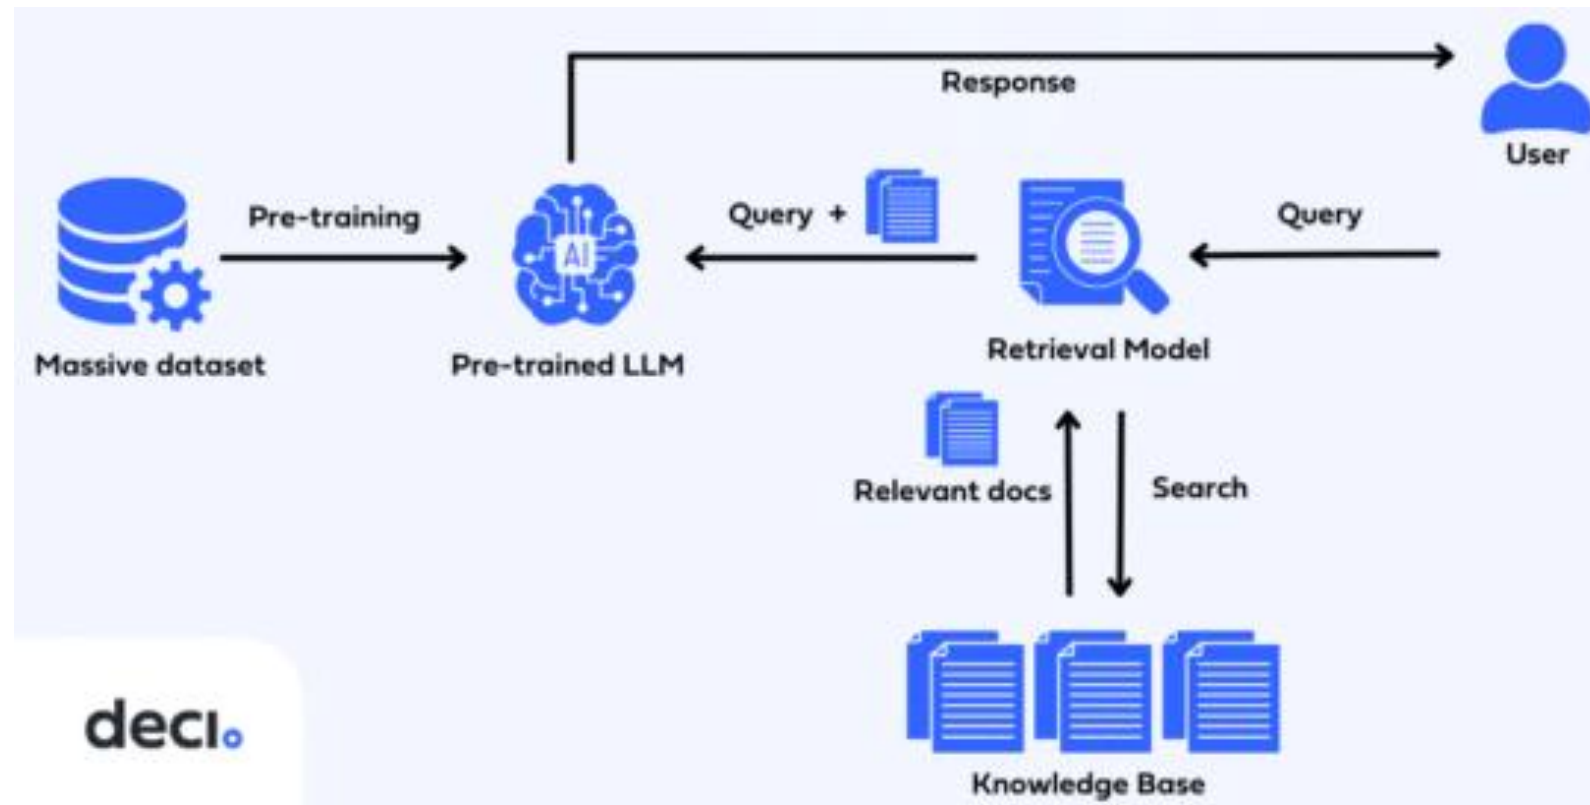 Response
User
Pre-training
Query +
Query
AI
Massive dataset
Pre-trained LLM
Retrieval Model
Relevant docs
Search
deci.
Knowledge Base